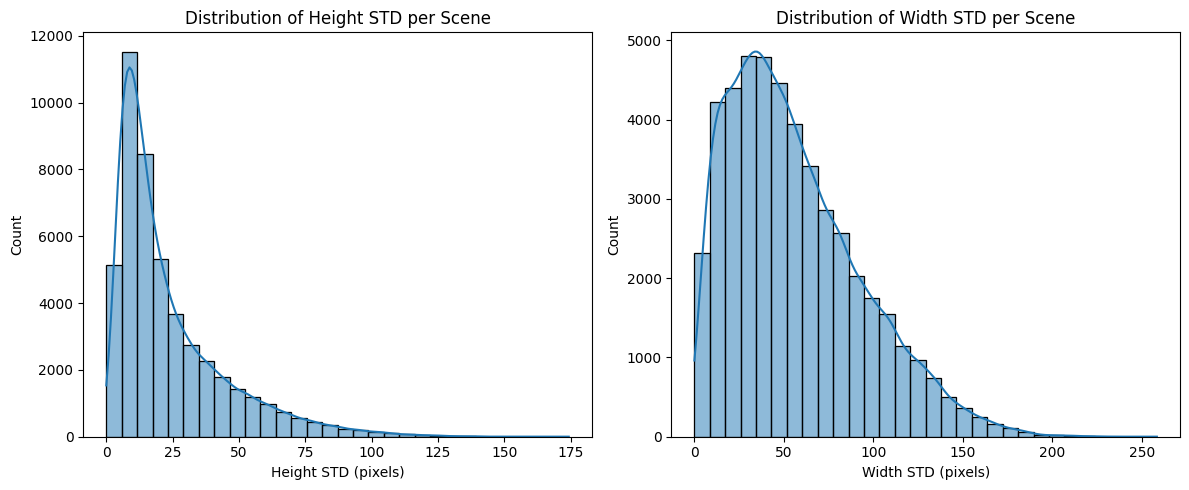 Distribution of Height STD per Scene
12000
10000
8000
6000
4000
2000
0
Count
0 25 50 75 100 125 150 175
Height STD (pixels)
Distribution of Width STD per Scene
5000
4000
3000
2000
1000
0
Count
0 50 100 150 200 250
Width STD (pixels)